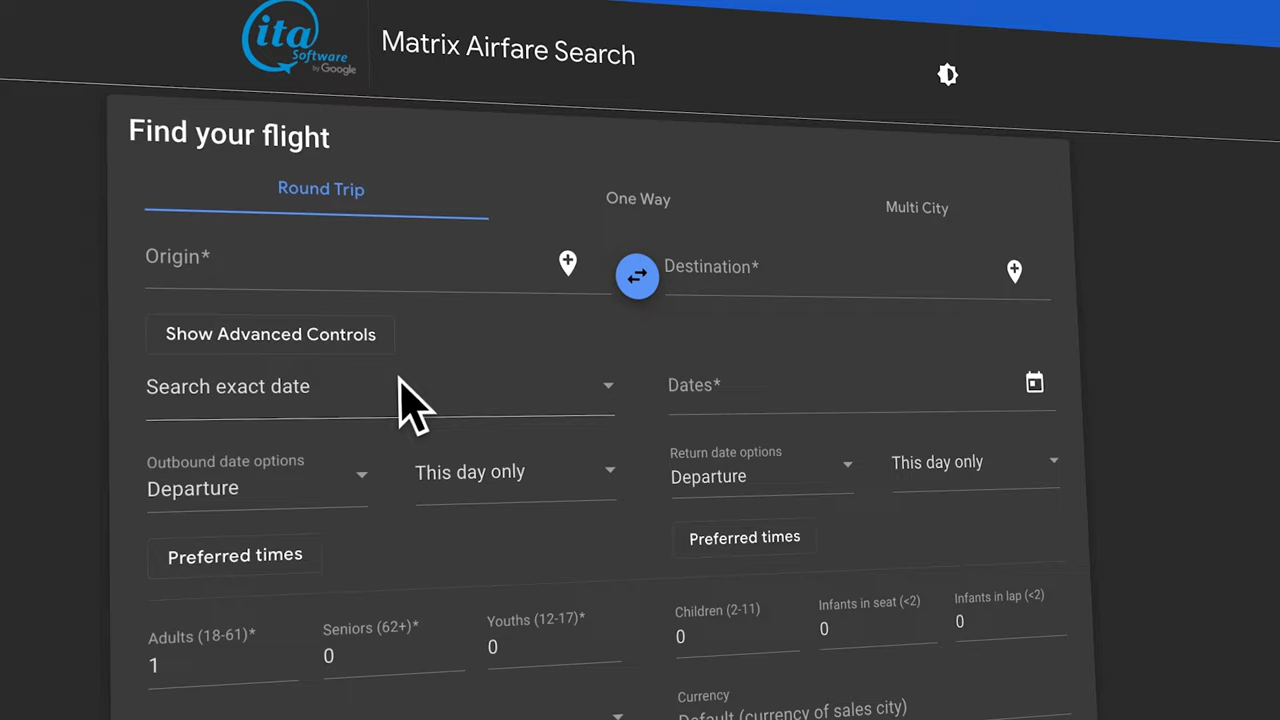 ita
Software
by Google
Matrix Airfare Search
Find your flight
Round Trip
One Way
Multi City
Origin*
Destination*
Show Advanced Controls
Search exact date
Dates*
Outbound date options
Departure
This day only
Return date options
Departure
This day only
Preferred times
Preferred times
Adults (18-61)*
1
Seniors (62+)*
0
Youths (12-17)*
0
Children (2-11)
0
Infants in seat (<2)
0
Infants in lap (<2)
0
Currency
Default (currency of sales city)